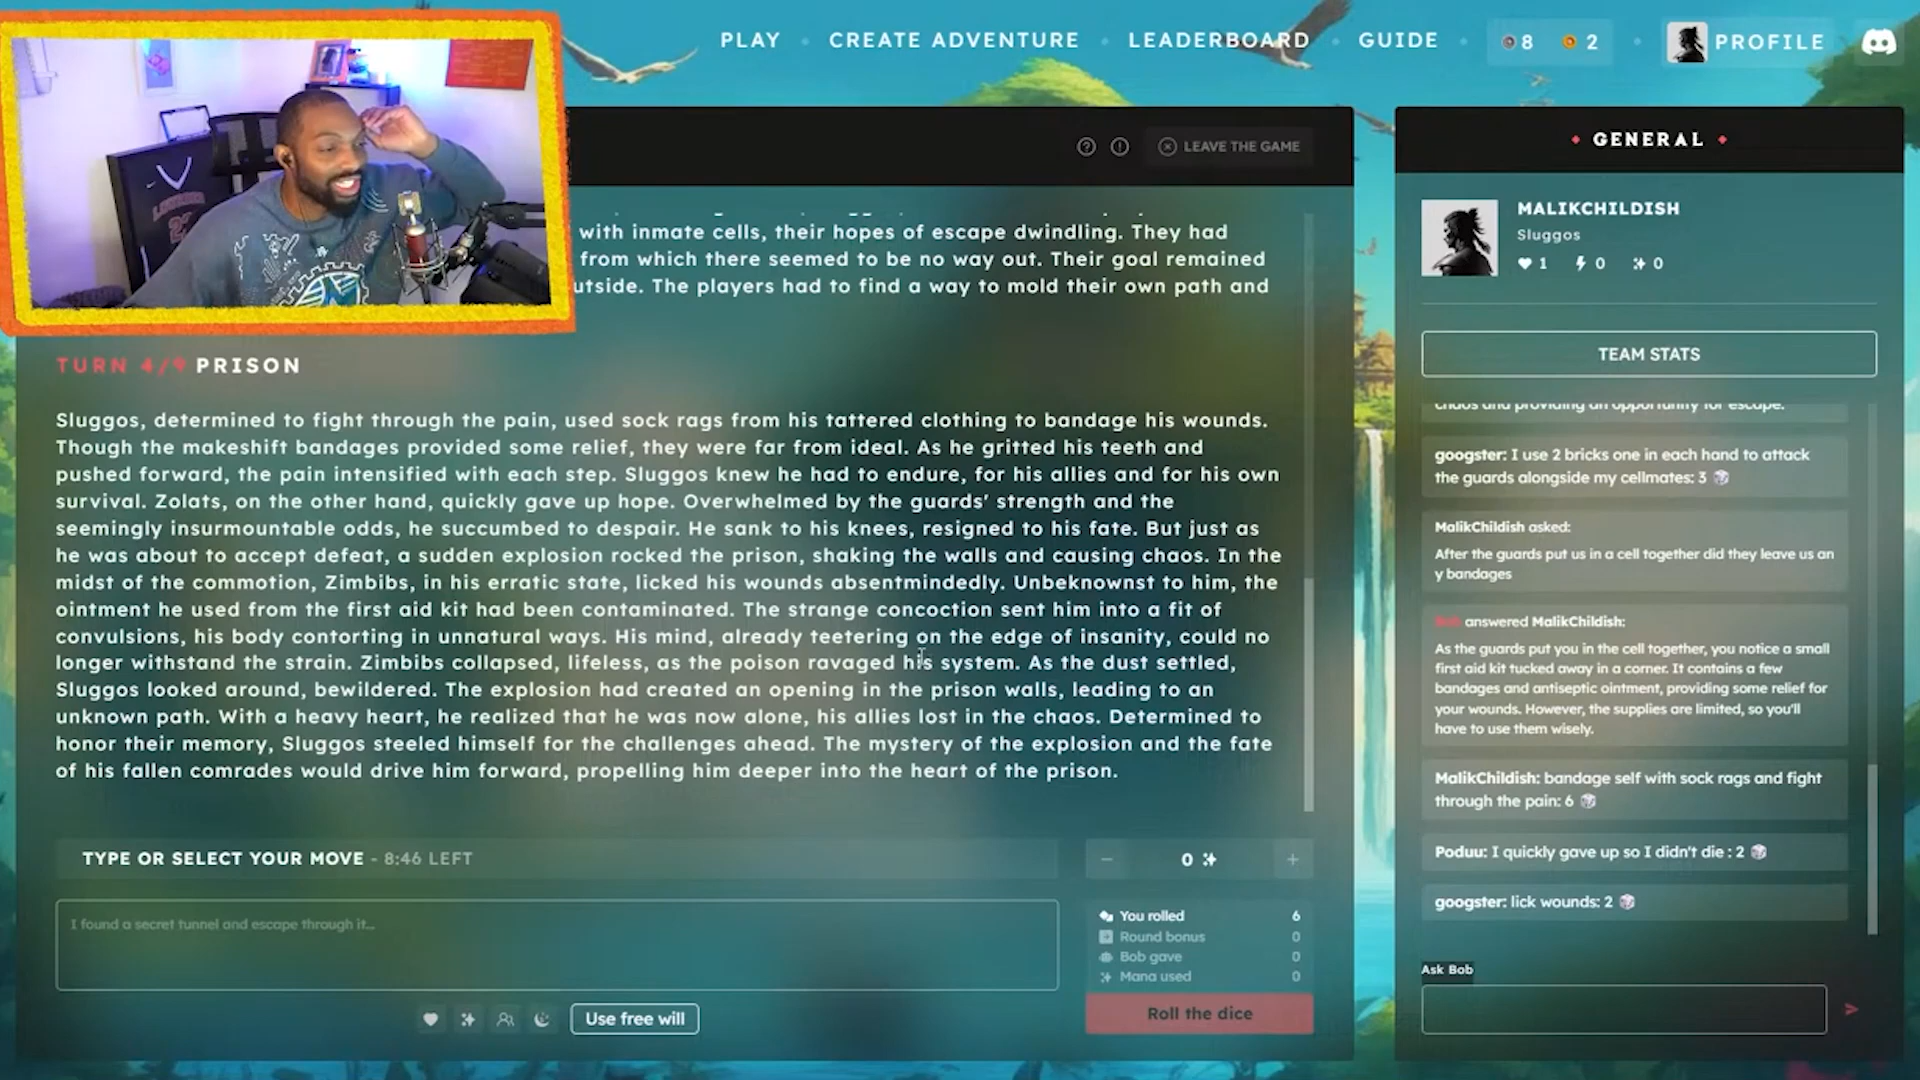 PLAY
CREATE ADVENTURE
LEADERBOARD
GUIDE
8
2
PROFILE
LEAVE THE GAME
with inmate cells, their hopes of escape dwindling. They had
from which there seemed to be no way out. Their goal remained
utside. The players had to find a way to mold their own path and
TURN 4/9 PRISON
Sluggos, determined to fight through the pain, used sock rags from his tattered clothing to bandage his wounds.
Though the makeshift bandages provided some relief, they were far from ideal. As he gritted his teeth and
pushed forward, the pain intensified with each step. Sluggos knew he had to endure, for his allies and for his own
survival. Zolats, on the other hand, quickly gave up hope. Overwhelmed by the guards' strength and the
seemingly insurmountable odds, he succumbed to despair. He sank to his knees, resigned to his fate. But just as
he was about to accept defeat, a sudden explosion rocked the prison, shaking the walls and causing chaos. In the
midst of the commotion, Zimbibs, in his erratic state, licked his wounds absentmindedly. Unbeknownst to him, the
ointment he used from the first aid kit had been contaminated. The strange concoction sent him into a fit of
convulsions, his body contorting in unnatural ways. His mind, already teetering on the edge of insanity, could no
longer withstand the strain. Zimbibs collapsed, lifeless, as the poison ravaged his system. As the dust settled,
Sluggos looked around, bewildered. The explosion had created an opening in the prison walls, leading to an
unknown path. With a heavy heart, he realized that he was now alone, his allies lost in the chaos. Determined to
honor their memory, Sluggos steeled himself for the challenges ahead. The mystery of the explosion and the fate
of his fallen comrades would drive him forward, propelling him deeper into the heart of the prison.
TYPE OR SELECT YOUR MOVE - 8:46 LEFT
0
I found a secret tunnel and escape through it...
You rolled 6
Round bonus 0
Bob gave 0
Mana used 0
Use free will
Roll the dice
GENERAL
MALIKCHILDISH
Sluggos
1 0 0
TEAM STATS
chaos and providing an opportunity for escape.
googster: I use 2 bricks one in each hand to attack
the guards alongside my cellmates: 3
MalikChildish asked:
After the guards put us in a cell together did they leave us an
y bandages
Bob answered MalikChildish:
As the guards put you in the cell together, you notice a small
first aid kit tucked away in a corner. It contains a few
bandages and antiseptic ointment, providing some relief for
your wounds. However, the supplies are limited, so you'll
have to use them wisely.
MalikChildish: bandage self with sock rags and fight
through the pain: 6
Poduu: I quickly gave up so I didn't die : 2
googster: lick wounds: 2
Ask Bob